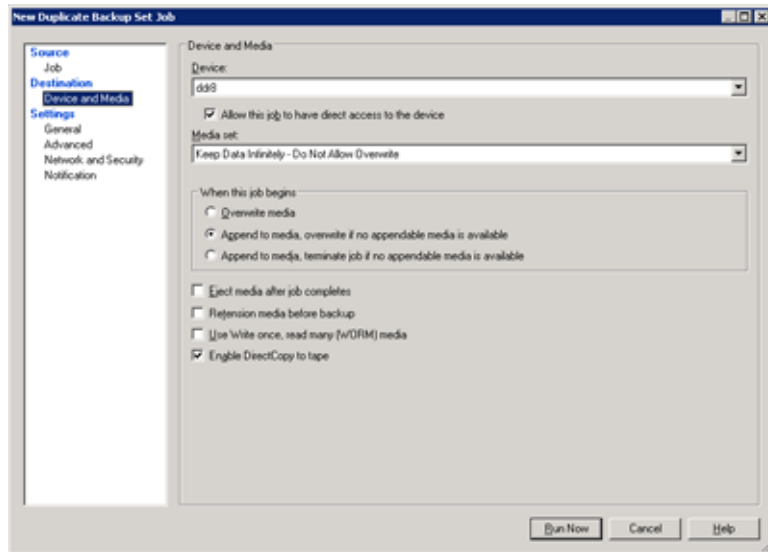 New Duplicate Backup Set Job
Source
Job
Destination
Device and Media
Settings
General
Advanced
Network and Security
Notification
Device and Media
Device:
ddr8
Allow this job to have direct access to the device
Media set:
Keep Data Infinitely - Do Not Allow Overwrite
When this job begins
Overwrite media
Append to media, overwrite if no appendable media is available
Append to media, terminate job if no appendable media is available
Eject media after job completes
Retension media before backup
Use Write once, read many (WORM) media
Enable DirectCopy to tape
Run Now
Cancel
Help